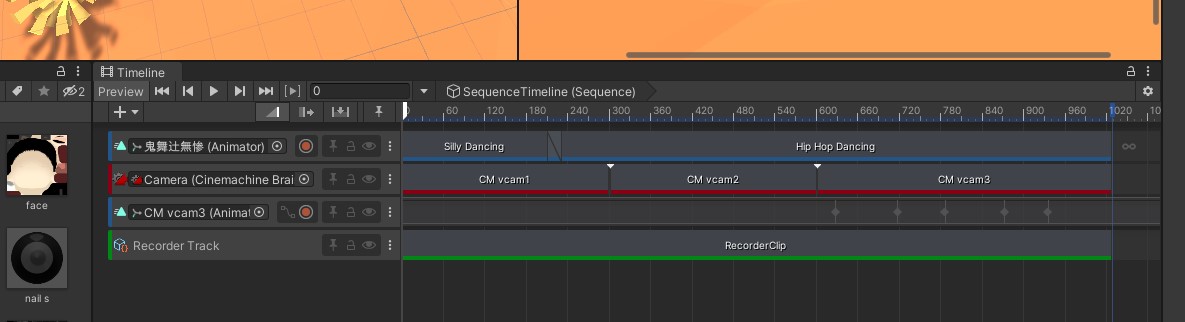 Timeline
2
Preview
0
SequenceTimeline (Sequence)
60 120 180 240 300 360 420 480 540 600 660 720 780 840 900 960 1020
鬼舞辻無惨 (Animator)
Silly Dancing
Hip Hop Dancing
Camera (Cinemachine Brai
CM vcam1
CM vcam2
CM vcam3
face
CM vcam3 (Animat
Recorder Track
RecorderClip
nail s